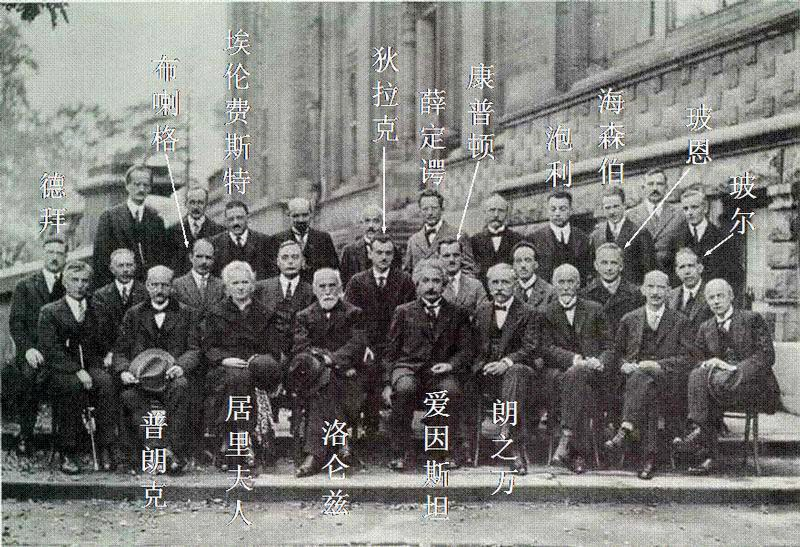 德拜
布喇格
埃伦费斯特
狄拉克
薛定谔
康普顿
泡利
海森伯
玻恩
玻尔
普朗克
居里夫人
洛仑兹
爱因斯坦
朗之万